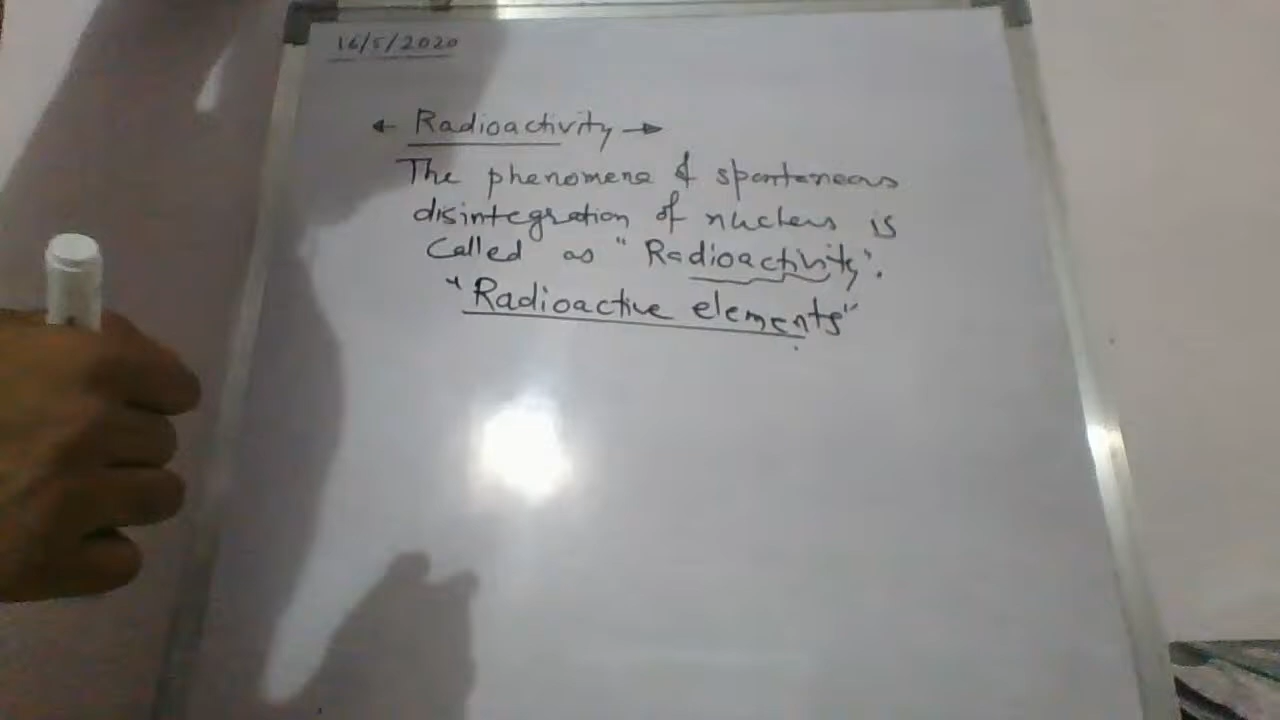 16/5/2020
Radioactivity
The phenomena of spontaneous
disintegration of nucleus is
called as "Radioactivity".
"Radioactive elements"